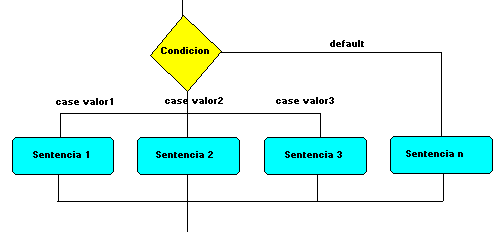 default
Condicion
case valor1 case valor2 case valor3
Sentencia 1 Sentencia 2 Sentencia 3 Sentencia n